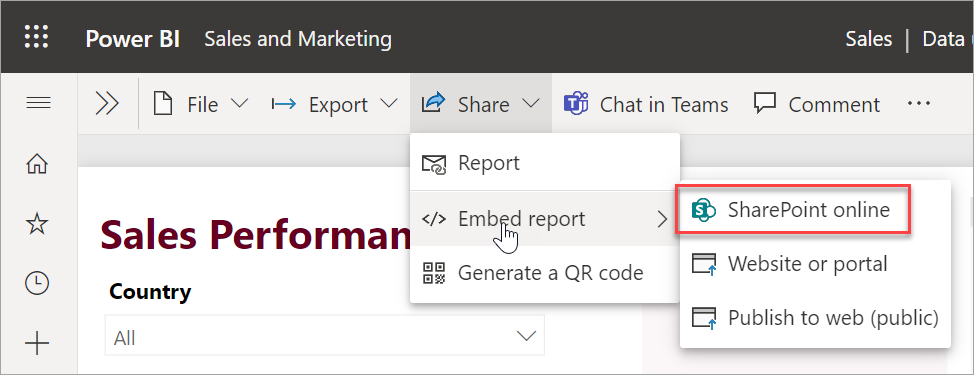 Power BI Sales and Marketing Sales | Data
File Export Share Chat in Teams Comment ...
Report
Embed report
Generate a QR code
SharePoint online
Website or portal
Publish to web (public)
Sales Performan
Country
All